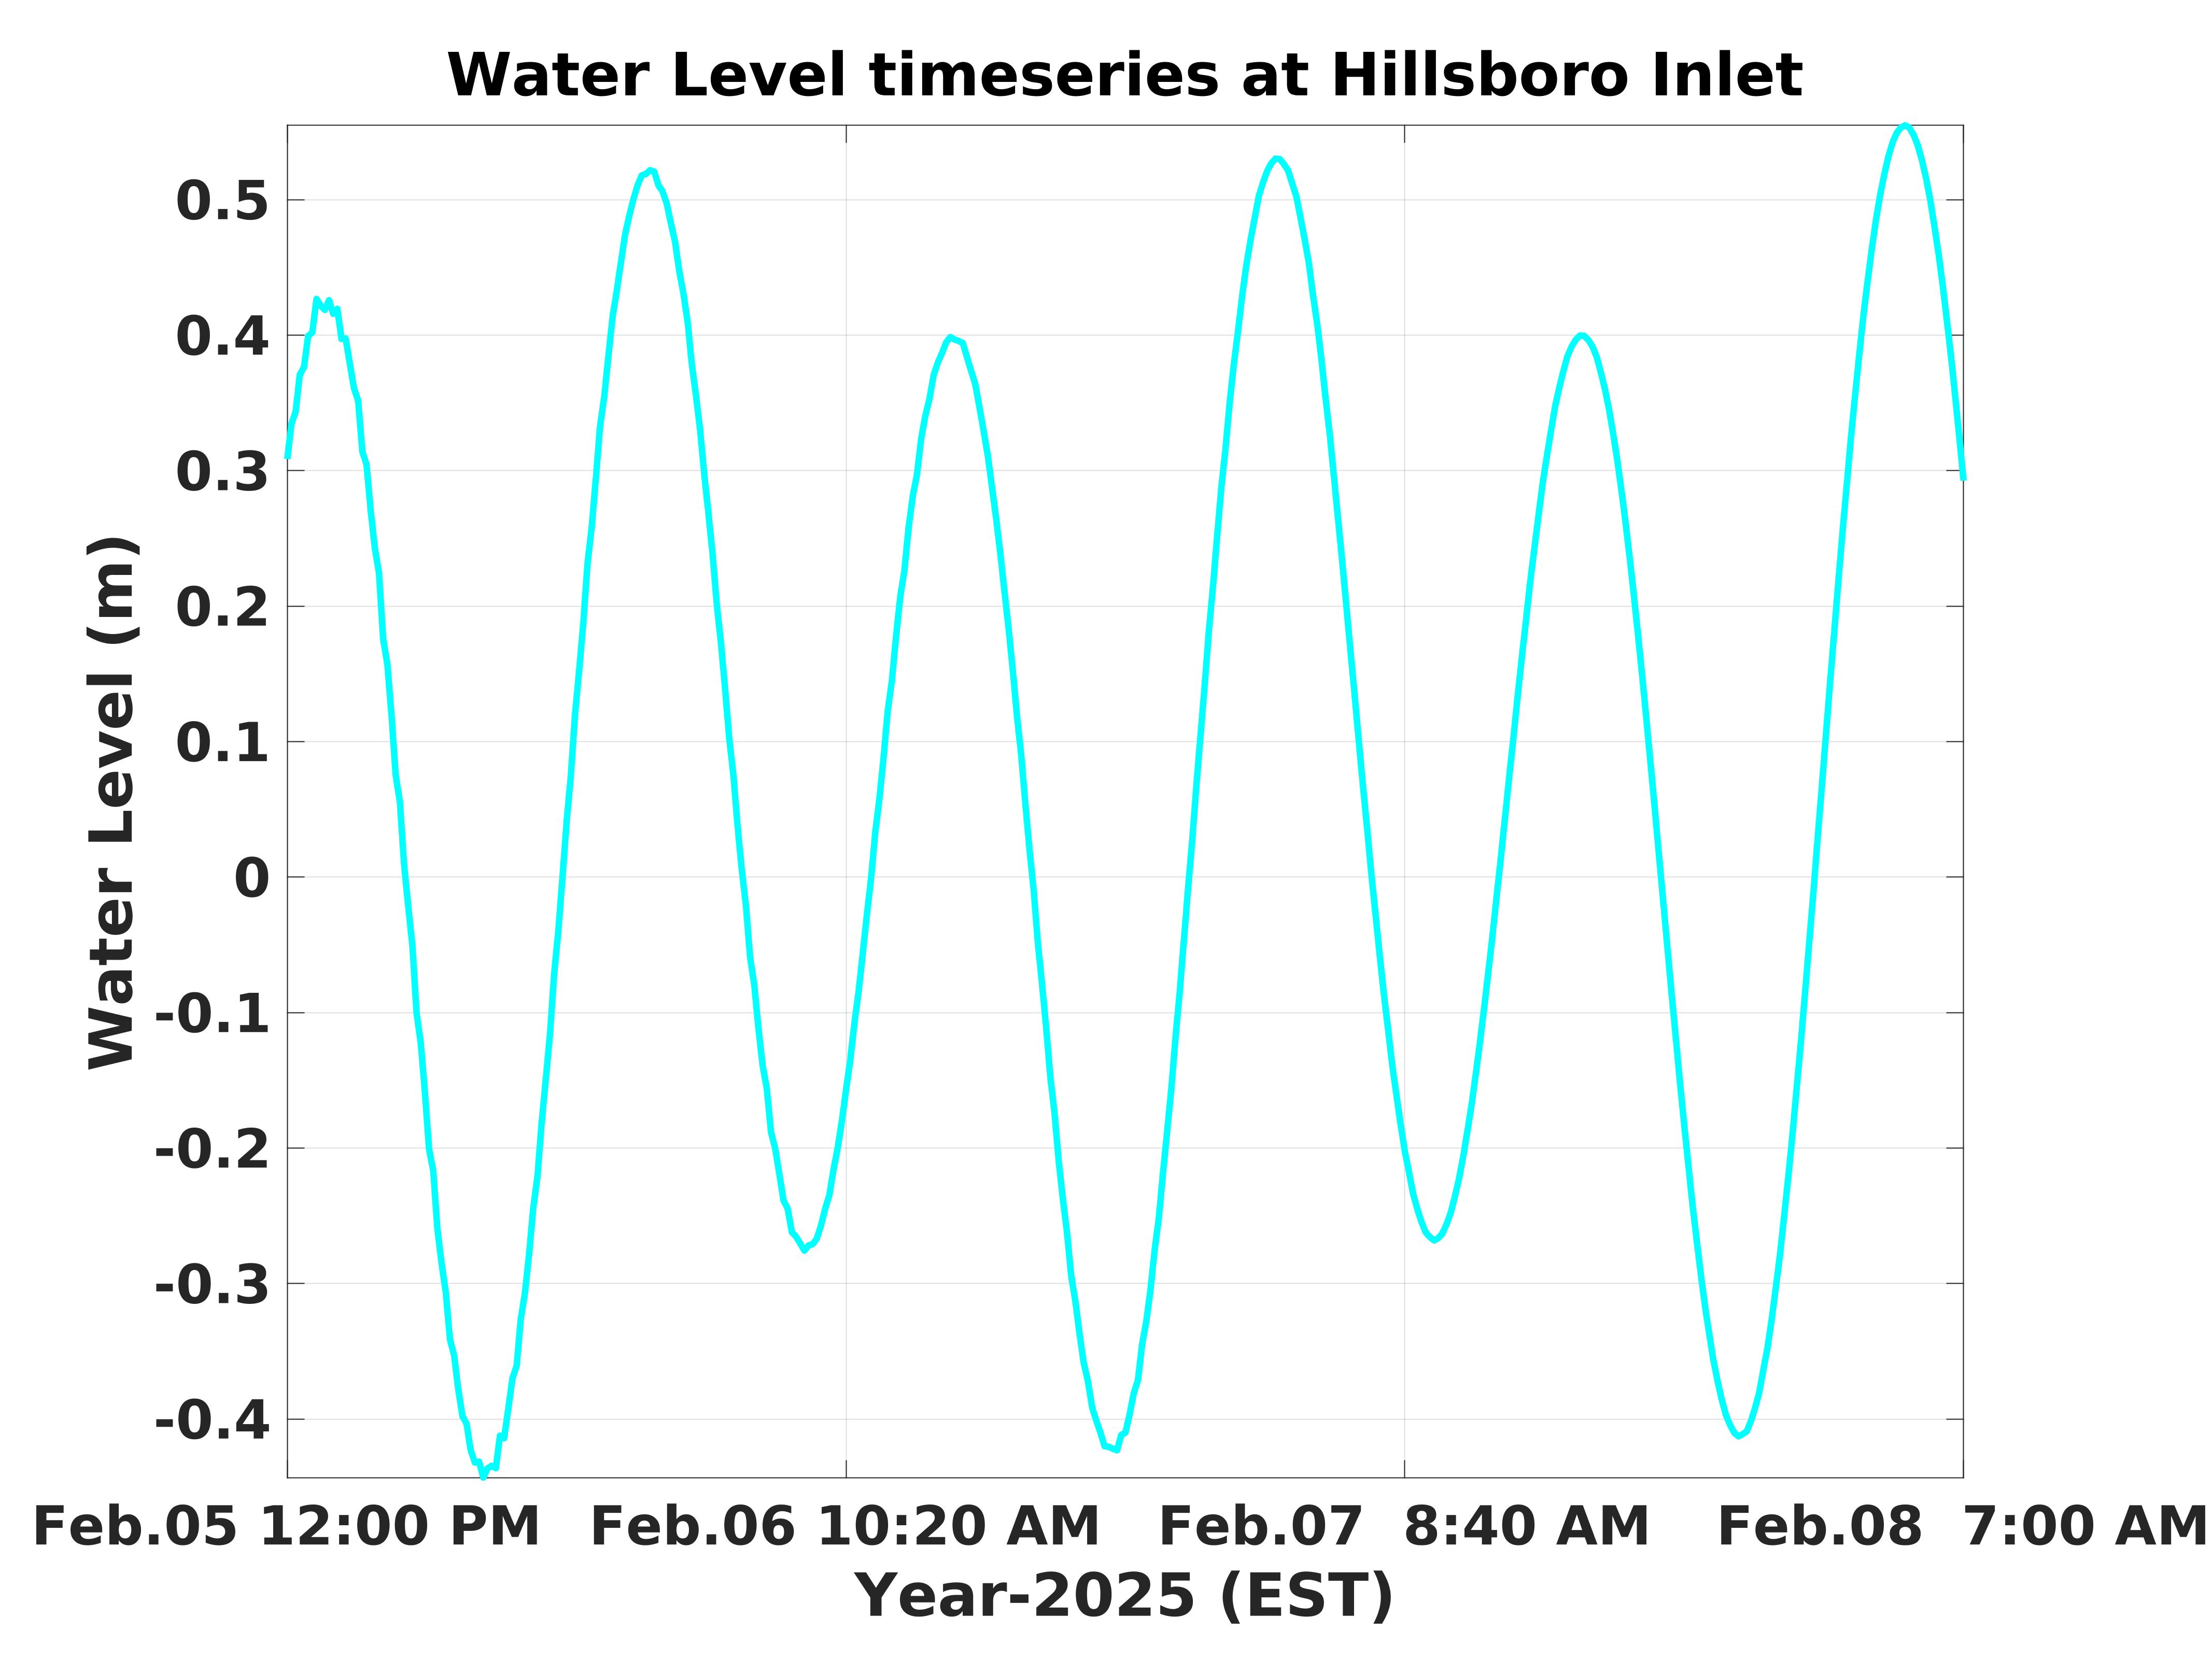 Water Level timeseries at Hillsboro Inlet
0.5
0.4
0.3
0.2
0.1
0
-0.1
-0.2
-0.3
-0.4
Water Level (m)
Feb.05 12:00 PM Feb.06 10:20 AM Feb.07 8:40 AM Feb.08 7:00 AM
Year-2025 (EST)